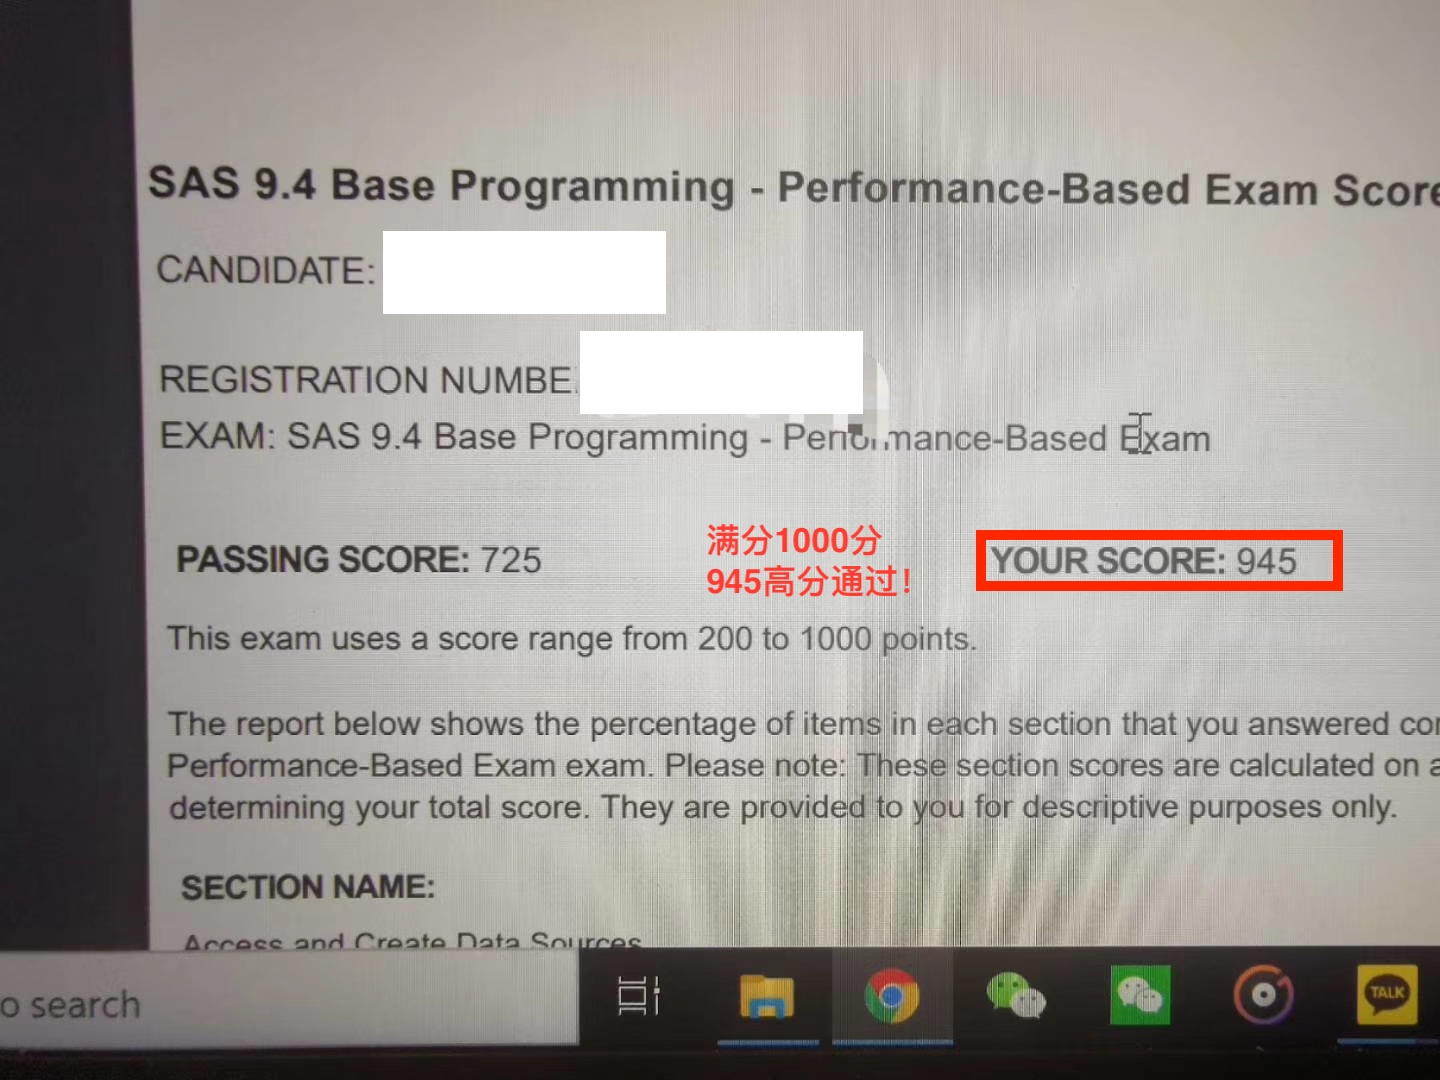 SAS 9.4 Base Programming - Performance-Based Exam Score
CANDIDATE:
REGISTRATION NUMBE
EXAM: SAS 9.4 Base Programming - Performance-Based Exam
PASSING SCORE: 725
满分1000分
945高分通过！
YOUR SCORE: 945
This exam uses a score range from 200 to 1000 points.
The report below shows the percentage of items in each section that you answered
Performance-Based Exam exam. Please note: These section scores are calculated on
determining your total score. They are provided to you for descriptive purposes only.
SECTION NAME:
Access and Create Data Sources
o search
TALK